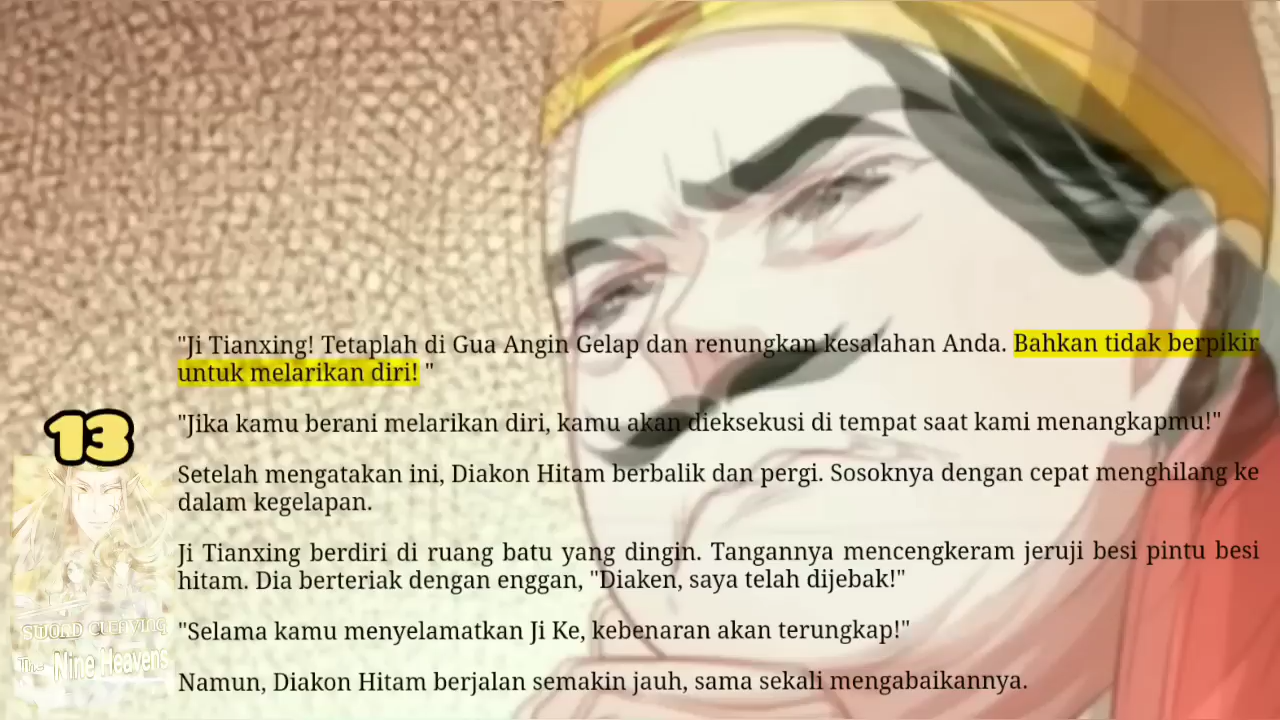 "Ji Tianxing! Tetaplah di Gua Angin Gelap dan renungkan kesalahan Anda. Bahkan tidak berpikir
untuk melarikan diri! "
"Jika kamu berani melarikan diri, kamu akan dieksekusi di tempat saat kami menangkapmu!"
Setelah mengatakan ini, Diakon Hitam berbalik dan pergi. Sosoknya dengan cepat menghilang ke
dalam kegelapan.
Ji Tianxing berdiri di ruang batu yang dingin. Tangannya mencengkeram jeruji besi pintu besi
hitam. Dia berteriak dengan enggan, "Diaken, saya telah dijebak!"
"Selama kamu menyelamatkan Ji Ke, kebenaran akan terungkap!"
Namun, Diakon Hitam berjalan semakin jauh, sama sekali mengabaikannya.
13
SWORD CLEAVING
The Nine Heavens